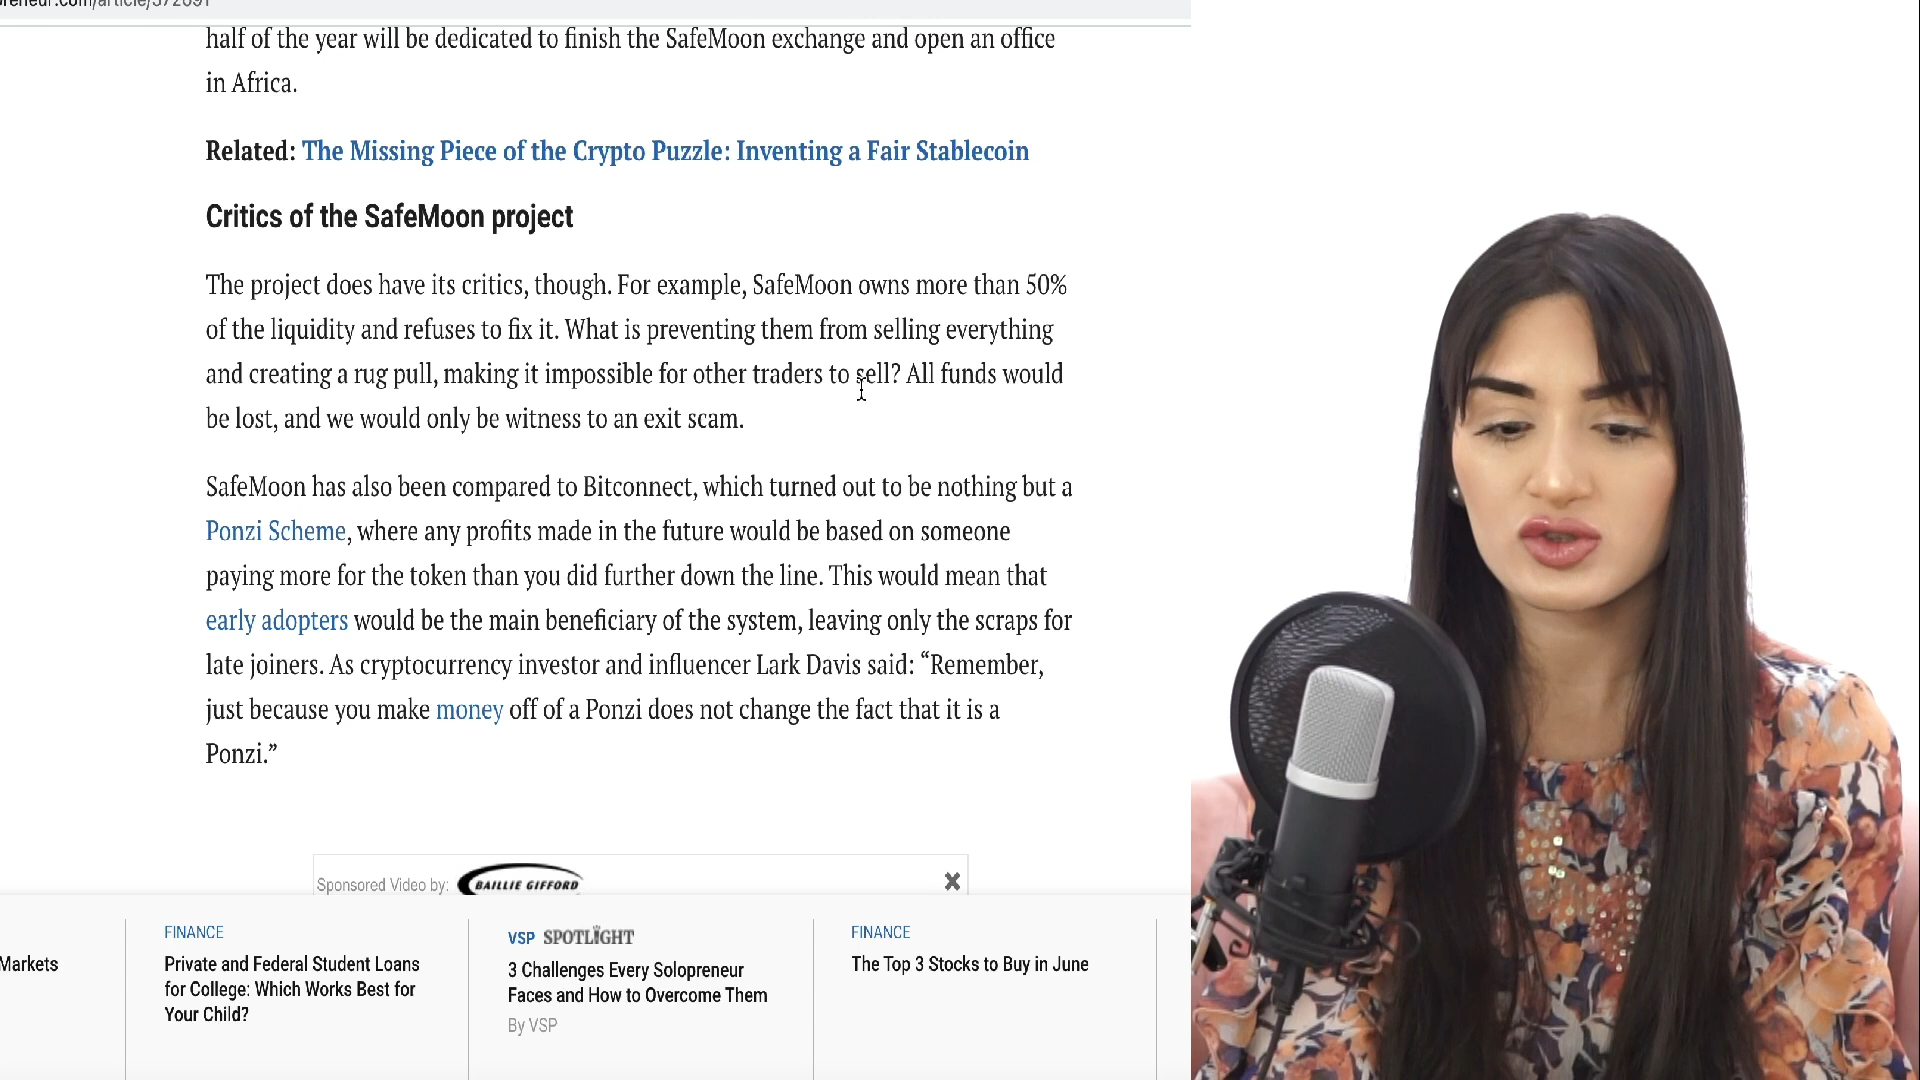 preneur.com/article/372691
half of the year will be dedicated to finish the SafeMoon exchange and open an office
in Africa.
Related: The Missing Piece of the Crypto Puzzle: Inventing a Fair Stablecoin
Critics of the SafeMoon project
The project does have its critics, though. For example, SafeMoon owns more than 50%
of the liquidity and refuses to fix it. What is preventing them from selling everything
and creating a rug pull, making it impossible for other traders to sell? All funds would
be lost, and we would only be witness to an exit scam.
SafeMoon has also been compared to Bitconnect, which turned out to be nothing but a
Ponzi Scheme, where any profits made in the future would be based on someone
paying more for the token than you did further down the line. This would mean that
early adopters would be the main beneficiary of the system, leaving only the scraps for
late joiners. As cryptocurrency investor and influencer Lark Davis said: “Remember,
just because you make money off of a Ponzi does not change the fact that it is a
Ponzi.”
Sponsored Video by: BAILLIE GIFFORD
Markets
FINANCE
Private and Federal Student Loans
for College: Which Works Best for
Your Child?
VSP SPOTLIGHT
3 Challenges Every Solopreneur
Faces and How to Overcome Them
By VSP
FINANCE
The Top 3 Stocks to Buy in June